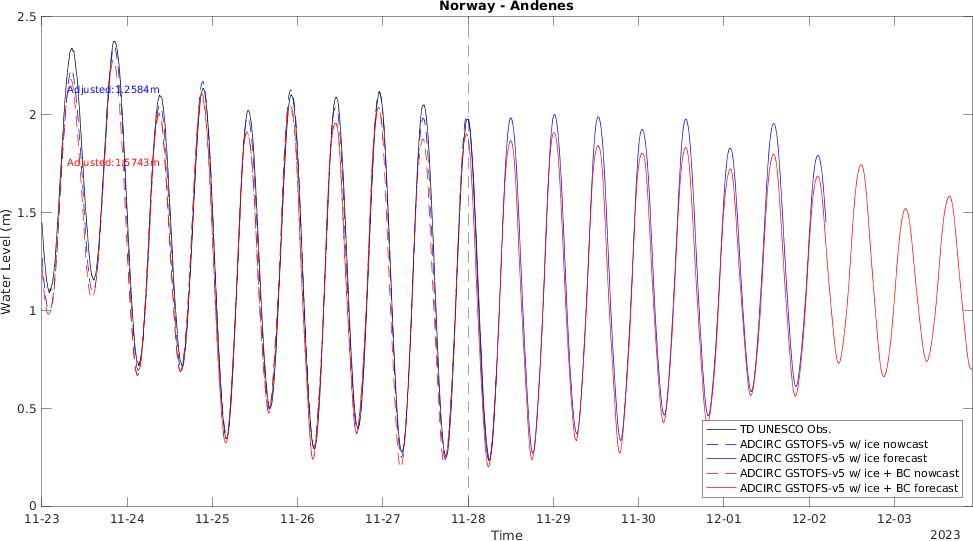 Norway - Andenes
2.5
2
1.5
1
0.5
0
Water Level (m)
Adjusted:1.2584m
Adjusted:1.5743m
TD UNESCO Obs.
ADCIRC GSTOFS-v5 w/ ice nowcast
ADCIRC GSTOFS-v5 w/ ice forecast
ADCIRC GSTOFS-v5 w/ ice + BC nowcast
ADCIRC GSTOFS-v5 w/ ice + BC forecast
11-23 11-24 11-25 11-26 11-27 11-28 11-29 11-30 12-01 12-02 12-03
Time
2023